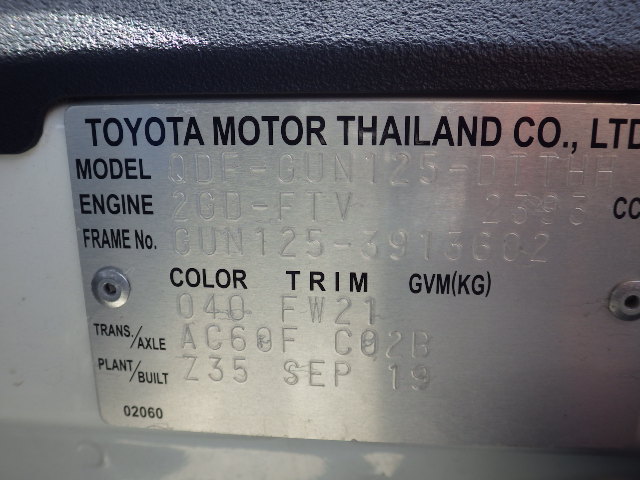 TOYOTA MOTOR THAILAND CO., LTD
MODEL QDF-GUN125-DTTHH
ENGINE 2GD-FTV 2393 CC
FRAME No. GUN125-3913602
COLOR TRIM GVM(KG)
040 FW21
TRANS./AXLE AC60F C02B
PLANT/BUILT Z35 SEP 19
02060